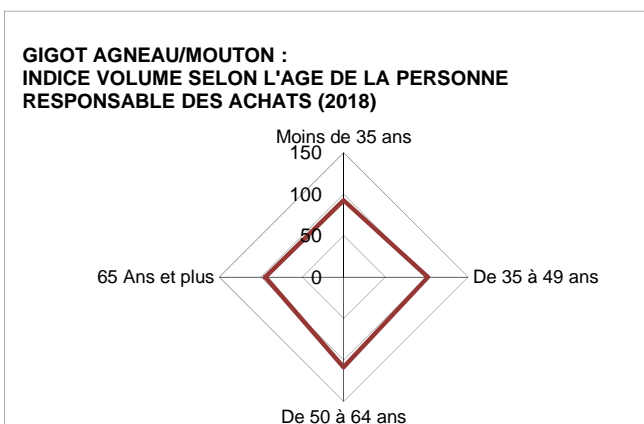 GIGOT AGNEAU/MOUTON :
INDICE VOLUME SELON L'AGE DE LA PERSONNE
RESPONSABLE DES ACHATS (2018)
Moins de 35 ans
150
100
50
0
65 Ans et plus
De 35 à 49 ans
De 50 à 64 ans